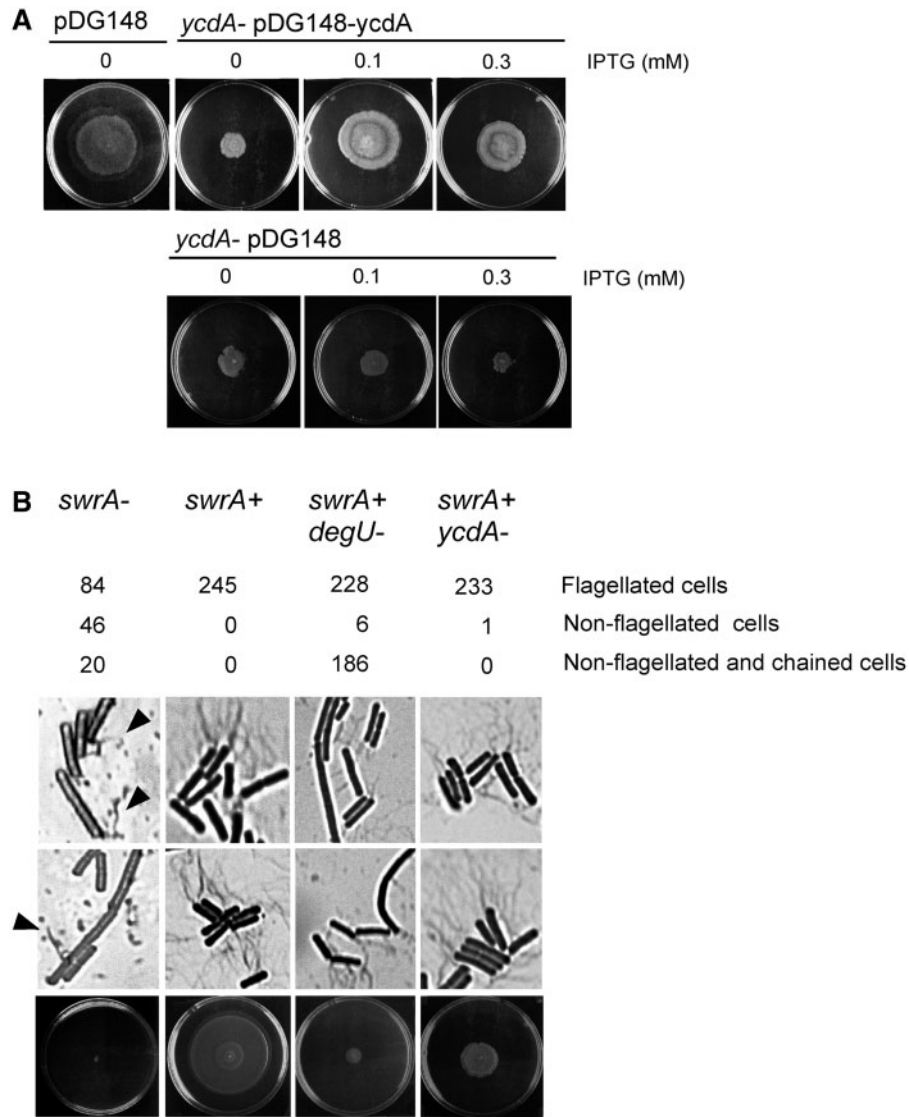 A
pDG148 ycdA- pDG148-ycdA
0 0 0.1 0.3 IPTG (mM)
ycdA- pDG148
0 0.1 0.3 IPTG (mM)
B
swrA- swrA+ swrA+ degU- swrA+ ycdA-
84 245 228 233 Flagellated cells
46 0 6 1 Non-flagellated cells
20 0 186 0 Non-flagellated and chained cells